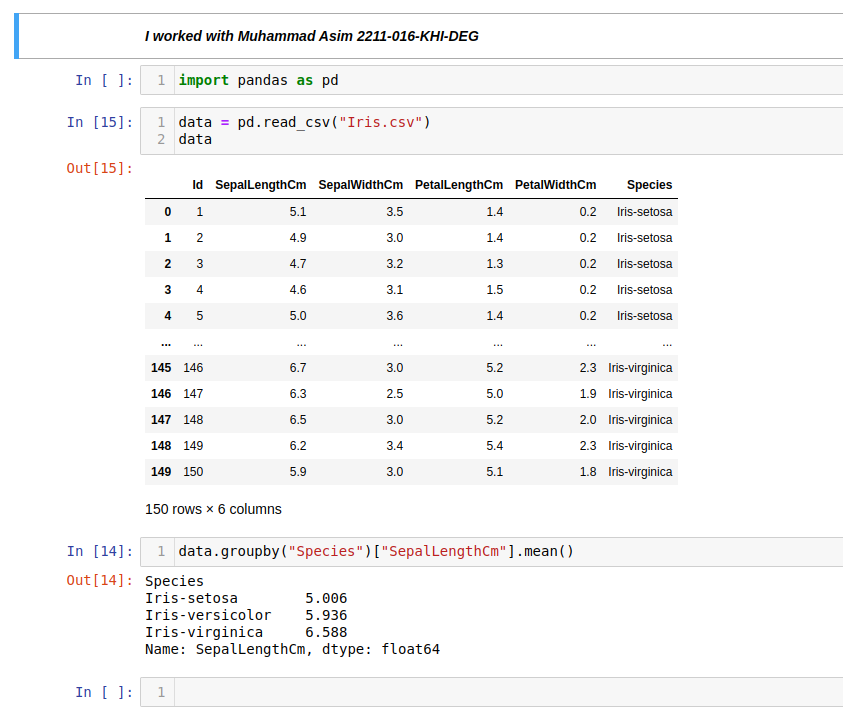 I worked with Muhammad Asim 2211-016-KHI-DEG
In [ ]: 1 import pandas as pd
In [15]: 1 data = pd.read_csv("Iris.csv")
2 data
Out[15]:
Id SepalLengthCm SepalWidthCm PetalLengthCm PetalWidthCm Species
0 1 5.1 3.5 1.4 0.2 Iris-setosa
1 2 4.9 3.0 1.4 0.2 Iris-setosa
2 3 4.7 3.2 1.3 0.2 Iris-setosa
3 4 4.6 3.1 1.5 0.2 Iris-setosa
4 5 5.0 3.6 1.4 0.2 Iris-setosa
... ... ... ... ... ... ...
145 146 6.7 3.0 5.2 2.3 Iris-virginica
146 147 6.3 2.5 5.0 1.9 Iris-virginica
147 148 6.5 3.0 5.2 2.0 Iris-virginica
148 149 6.2 3.4 5.4 2.3 Iris-virginica
149 150 5.9 3.0 5.1 1.8 Iris-virginica
150 rows × 6 columns
In [14]: 1 data.groupby("Species")["SepalLengthCm"].mean()
Out[14]: Species
Iris-setosa 5.006
Iris-versicolor 5.936
Iris-virginica 6.588
Name: SepalLengthCm, dtype: float64
In [ ]: 1